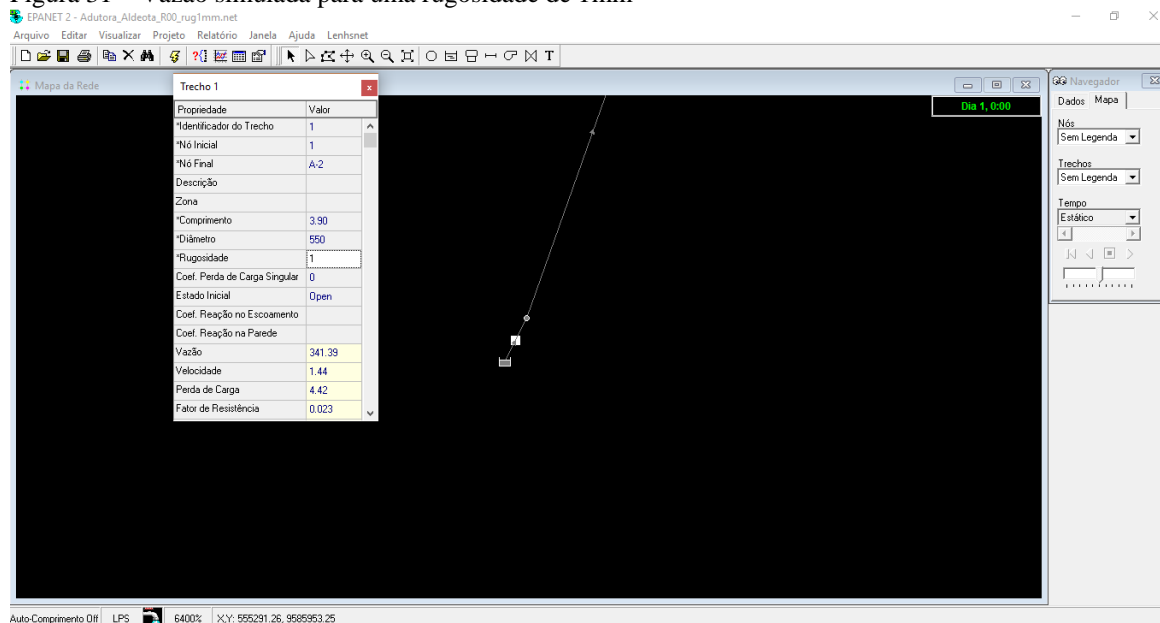 Figura 31 – Vazão simulada para uma rugosidade de 1mm
EPANET 2 - Adutora_Aldeota_R00_rug1mm.net
Arquivo Editar Visualizar Projeto Relatório Janela Ajuda Lenhsnet
T
Mapa da Rede
Trecho 1
x
Propriedade Valor
*Identificador do Trecho 1
*Nó Inicial 1
*Nó Final A-2
Descrição
Zona
*Comprimento 3.90
*Diâmetro 550
*Rugosidade 1
Coef. Perda de Carga Singular 0
Estado Inicial Open
Coef. Reação no Escoamento
Coef. Reação na Parede
Vazão 341.39
Velocidade 1.44
Perda de Carga 4.42
Fator de Resistência 0.023
Dia 1, 0:00
Navegador
Dados Mapa
Nós
Sem Legenda
Trechos
Sem Legenda
Tempo
Estático
Auto-Comprimento Off LPS 6400% X,Y: 555291.26, 9585953.25